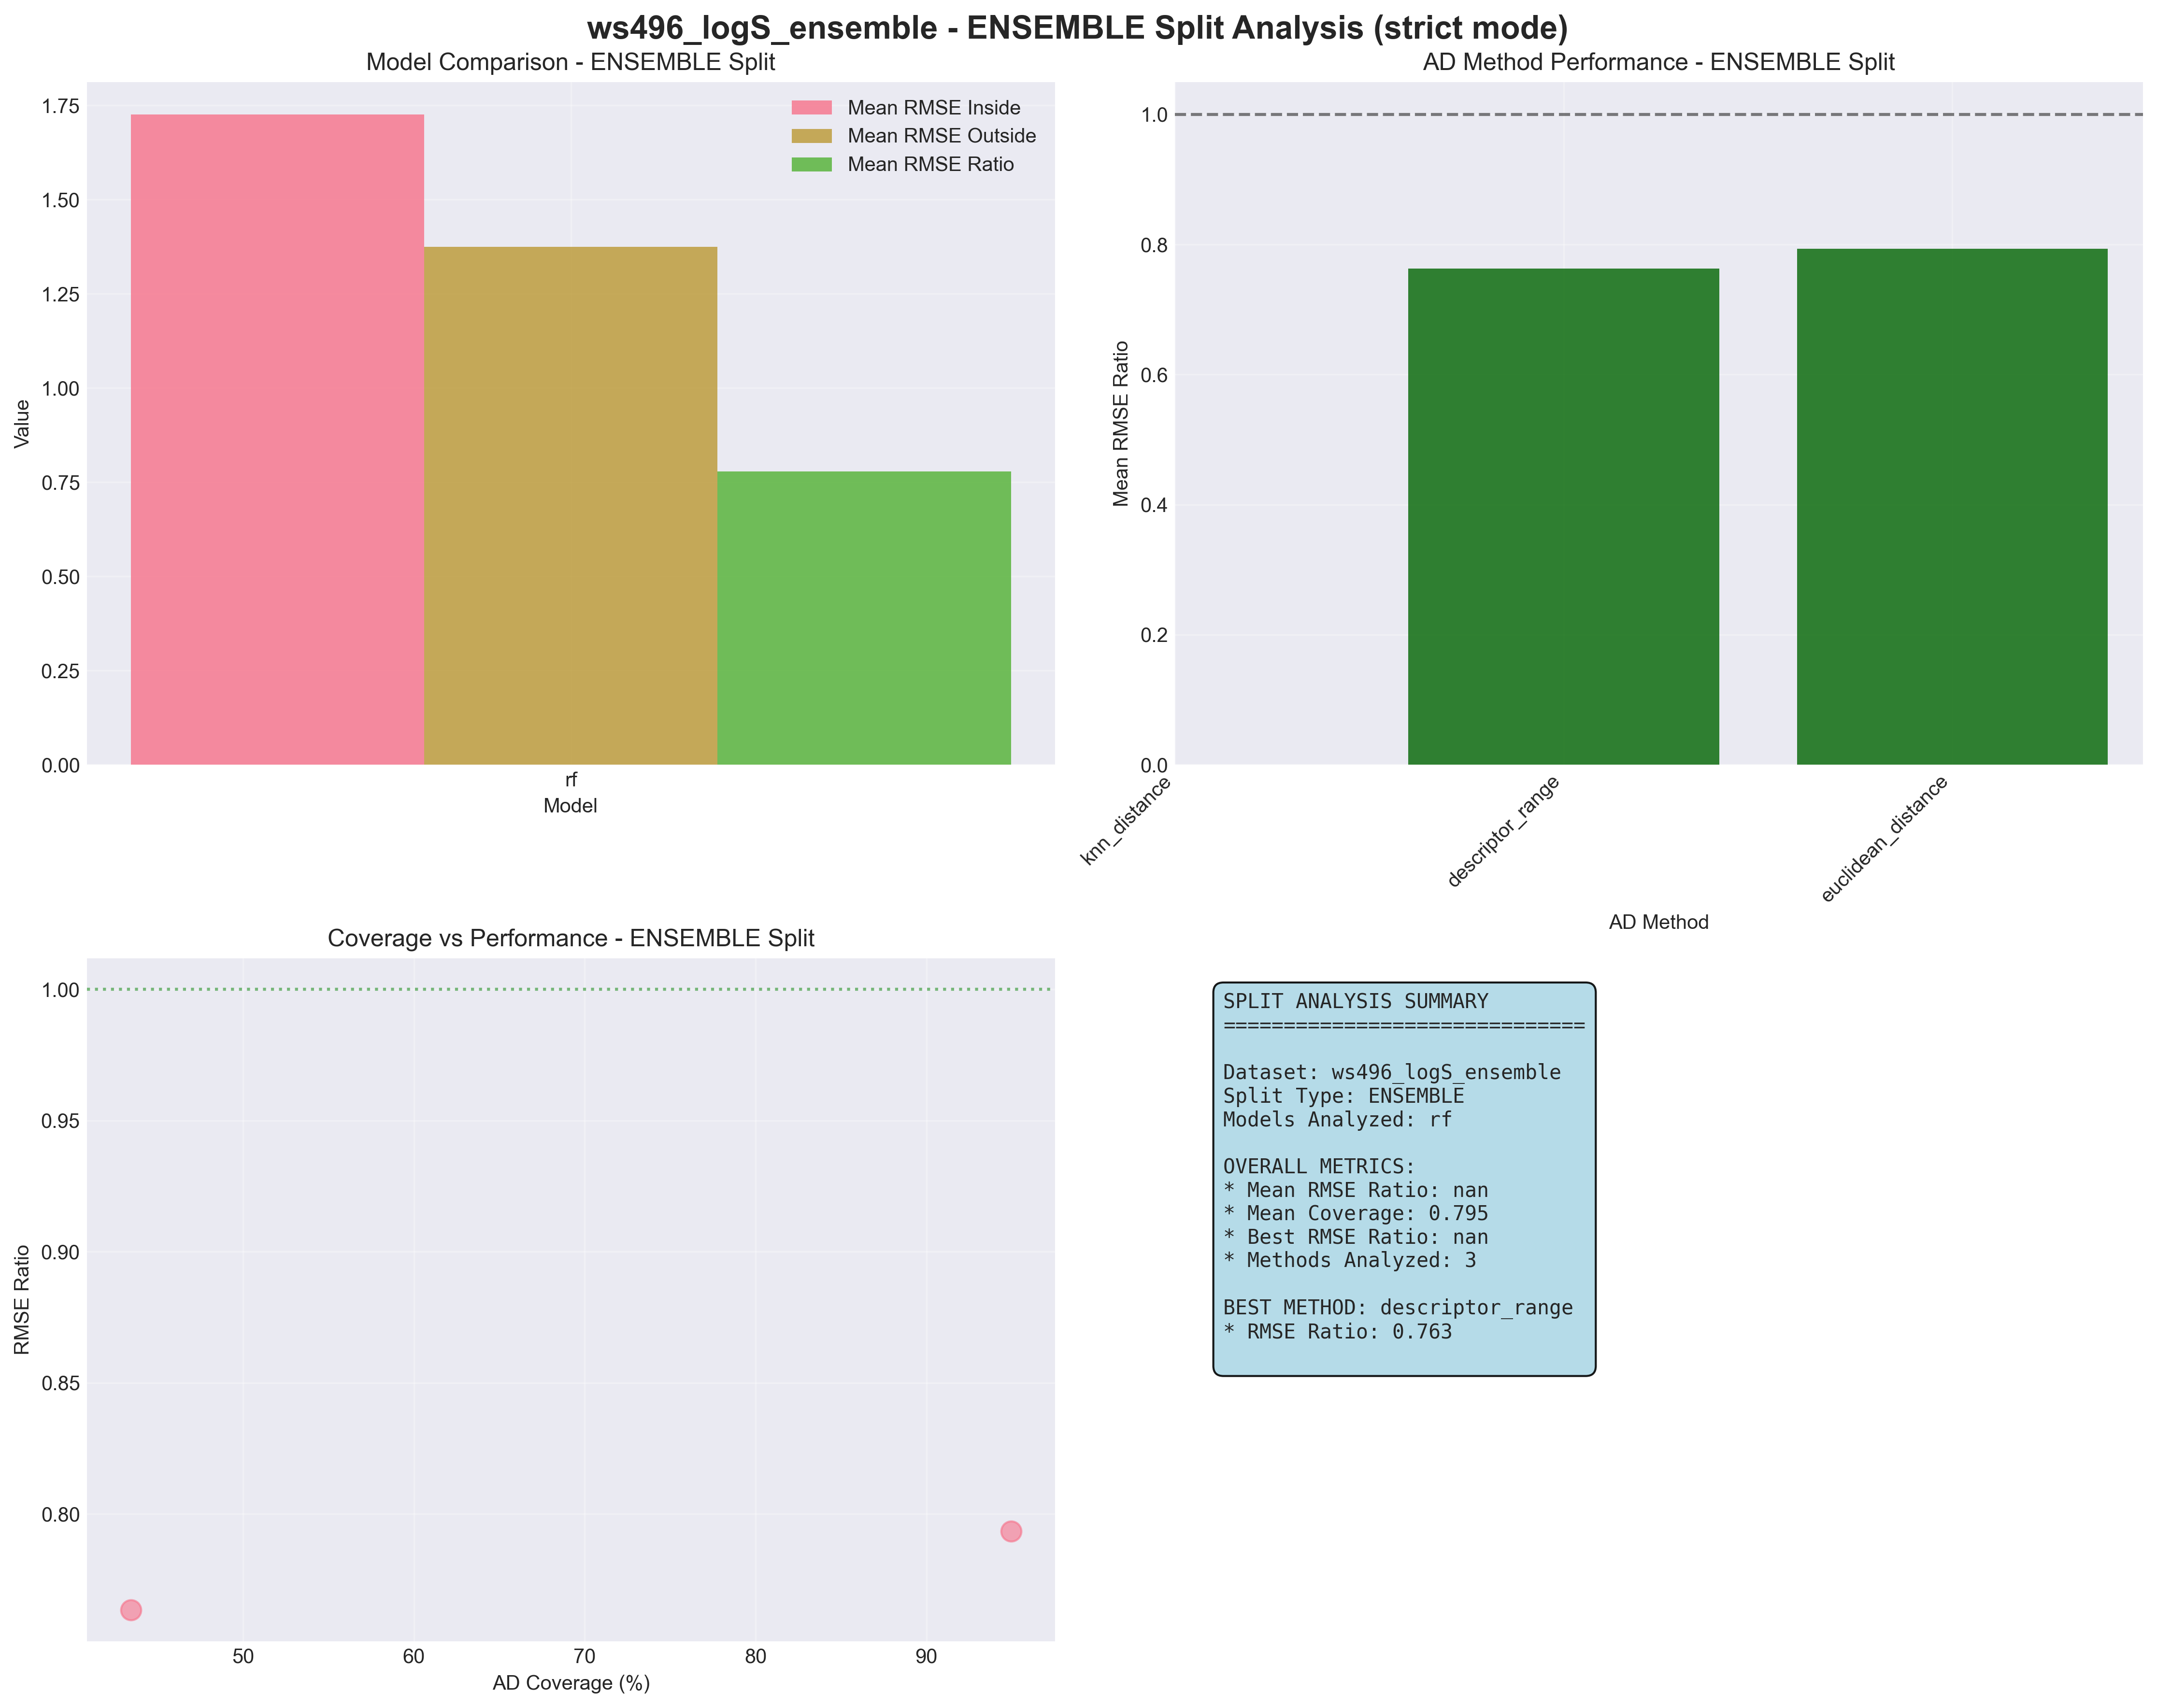 ws496_logS_ensemble - ENSEMBLE Split Analysis (strict mode)
Model Comparison - ENSEMBLE Split
Mean RMSE Inside
Mean RMSE Outside
Mean RMSE Ratio
1.75
1.50
1.25
1.00
0.75
0.50
0.25
0.00
Value
rf
Model
AD Method Performance - ENSEMBLE Split
1.0
0.8
0.6
0.4
0.2
0.0
Mean RMSE Ratio
knn_distance
descriptor_range
euclidean_distance
AD Method
Coverage vs Performance - ENSEMBLE Split
1.00
0.95
0.90
0.85
0.80
RMSE Ratio
50
60
70
80
90
AD Coverage (%)
SPLIT ANALYSIS SUMMARY
==============================
Dataset: ws496_logS_ensemble
Split Type: ENSEMBLE
Models Analyzed: rf
OVERALL METRICS:
* Mean RMSE Ratio: nan
* Mean Coverage: 0.795
* Best RMSE Ratio: nan
* Methods Analyzed: 3
BEST METHOD: descriptor_range
* RMSE Ratio: 0.763